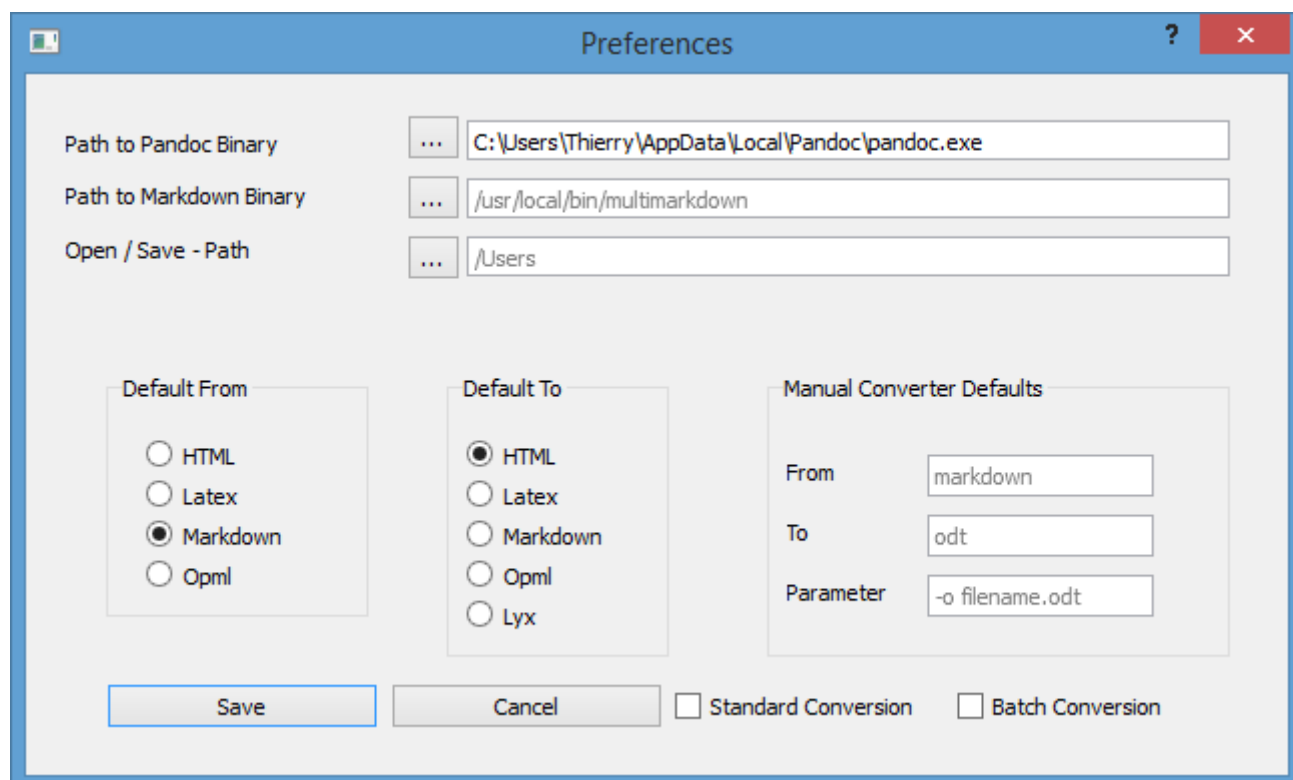 Preferences
?
Path to Pandoc Binary ... C:\Users\Thierry\AppData\Local\Pandoc\pandoc.exe
Path to Markdown Binary ... /usr/local/bin/multimarkdown
Open / Save - Path ... /Users
Default From
HTML
Latex
Markdown
Opml
Default To
HTML
Latex
Markdown
Opml
Lyx
Manual Converter Defaults
From markdown
To odt
Parameter -o filename.odt
Save Cancel Standard Conversion Batch Conversion